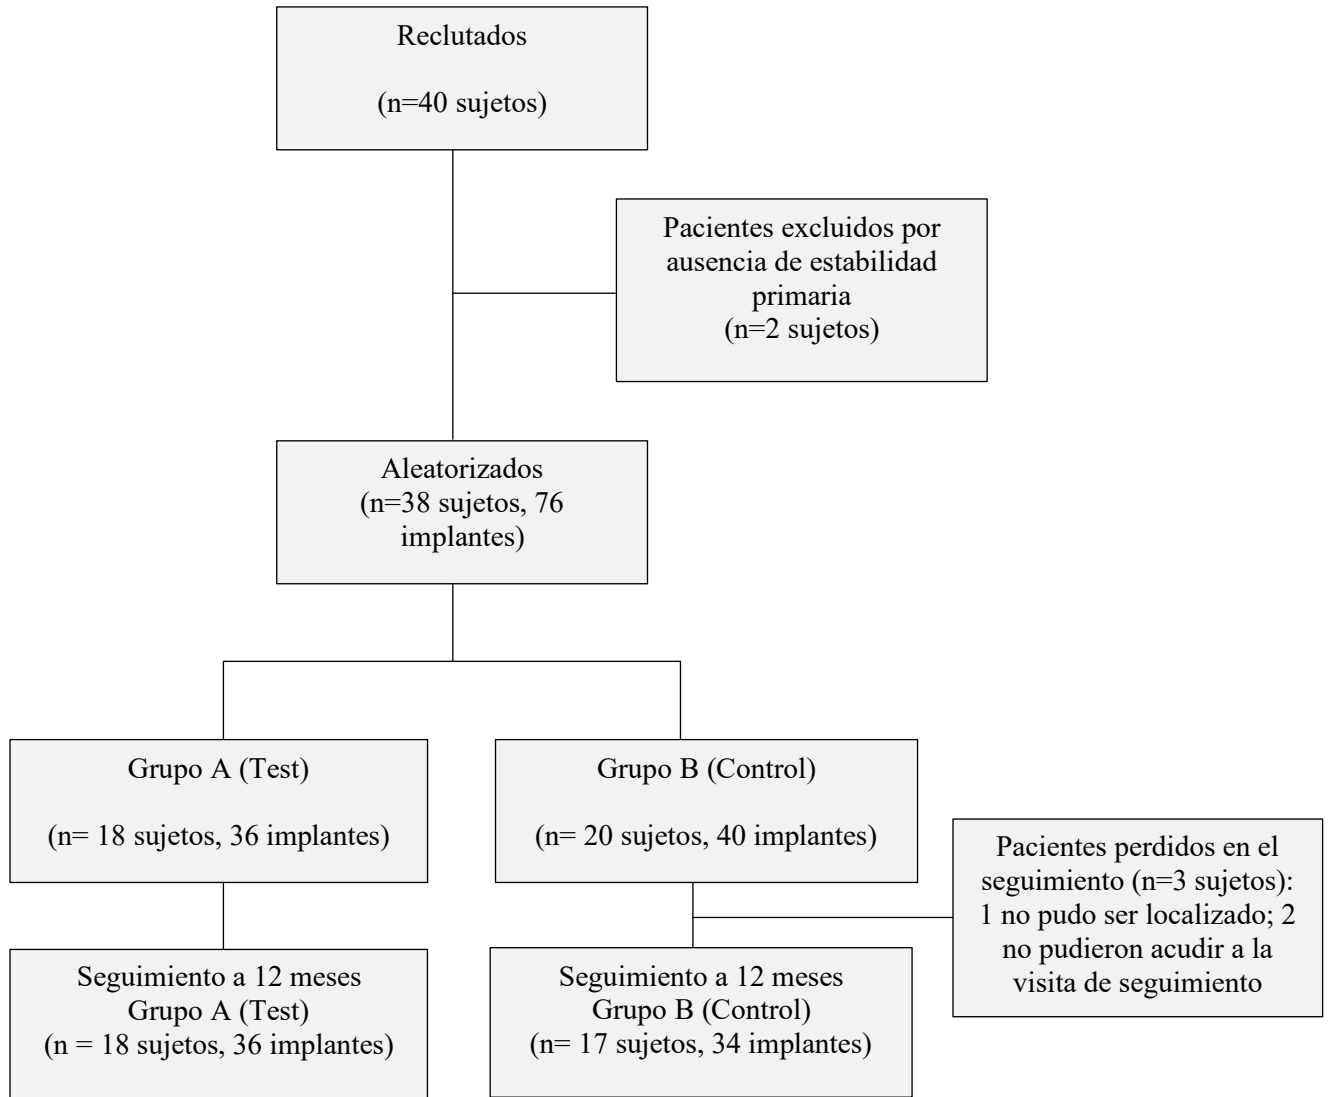 Reclutados
(n=40 sujetos)
Pacientes excluidos por
ausencia de estabilidad
primaria
(n=2 sujetos)
Aleatorizados
(n=38 sujetos, 76
implantes)
Grupo A (Test)
(n= 18 sujetos, 36 implantes)
Grupo B (Control)
(n= 20 sujetos, 40 implantes)
Pacientes perdidos en el
seguimiento (n=3 sujetos):
1 no pudo ser localizado; 2
no pudieron acudir a la
visita de seguimiento
Seguimiento a 12 meses
Grupo A (Test)
(n = 18 sujetos, 36 implantes)
Seguimiento a 12 meses
Grupo B (Control)
(n= 17 sujetos, 34 implantes)